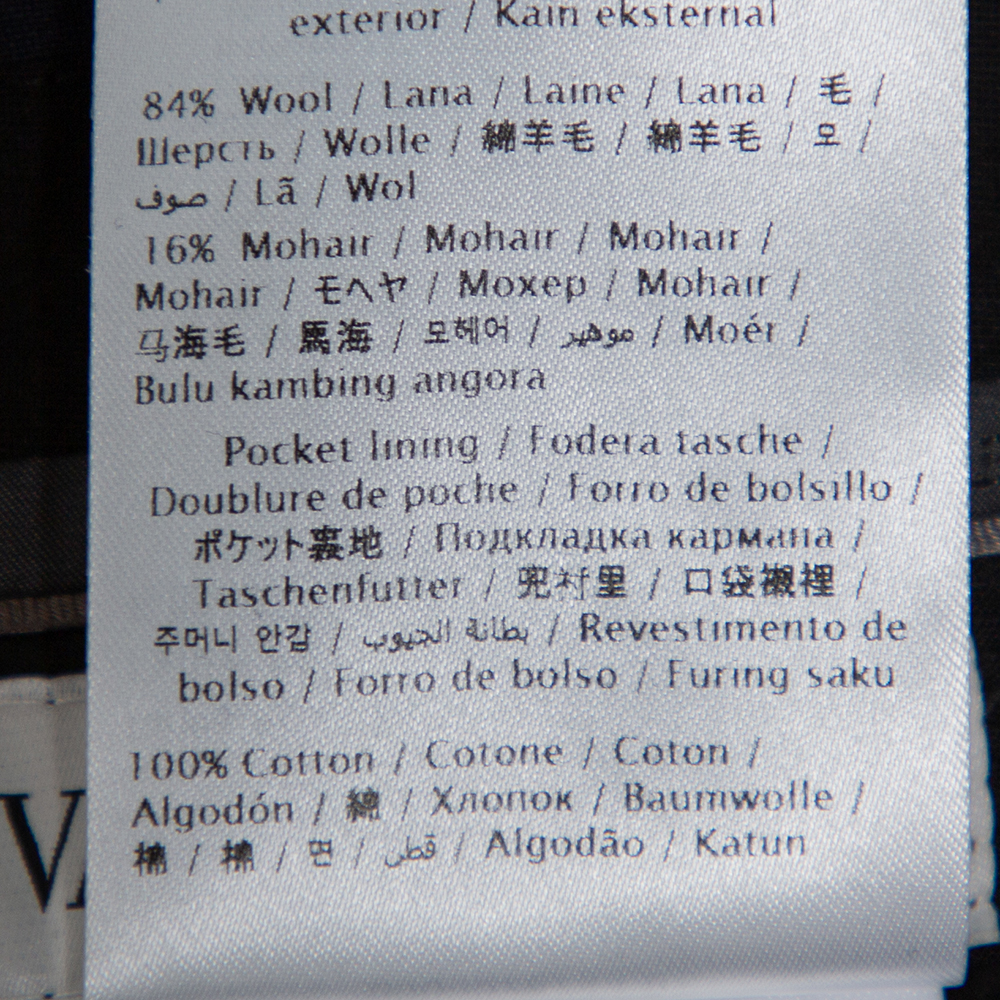 exterior / Kain eksternal
84% Wool / Lana / Laine / Lana / 毛 /
Шерсть / Wolle / 綿羊毛 / 綿羊毛 / 모 /
صوف / Lã / Wol
16% Mohair / Mohair / Mohair /
Mohair / モヘヤ / Мохер / Mohair /
马海毛 / 馬海 / 모헤어 / موهير / Moér /
Bulu kambing angora
Pocket lining / Fodera tasche /
Doublure de poche / Forro de bolsillo /
ポケット裏地 / Подкладка кармана /
Taschenfutter / 兜衬里 / 口袋襯裡 /
주머니 안감 / بطانة الجيوب / Revestimento de
bolso / Forro de bolso / Furing saku
100% Cotton / Cotone / Coton /
Algodón / 綿 / Хлопок / Baumwolle /
棉 / 棉 / 면 / قطن / Algodão / Katun